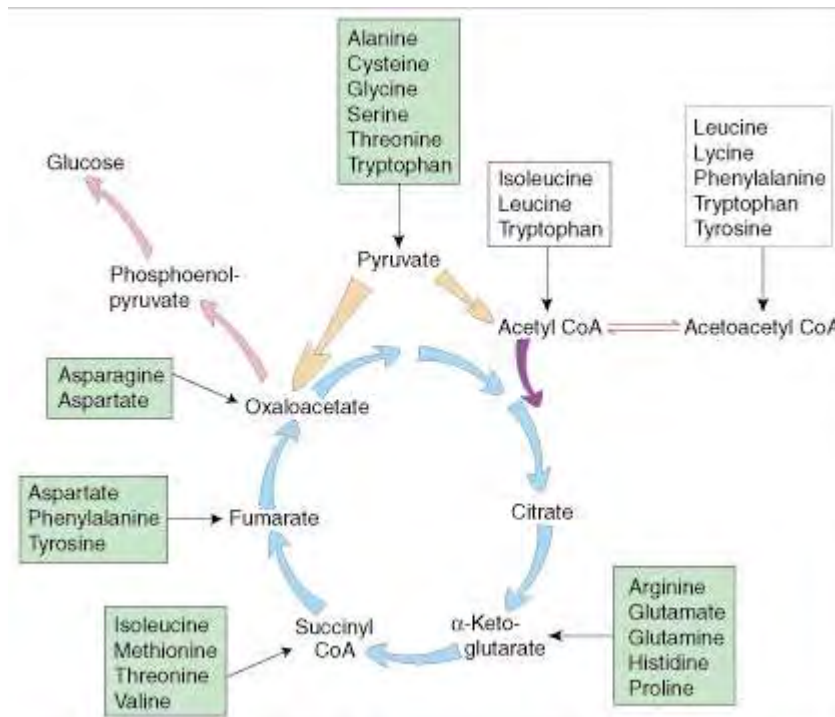 Alanine
Cysteine
Glycine
Serine
Threonine
Tryptophan
Leucine
Lycine
Phenylalanine
Tryptophan
Tyrosine
Isoleucine
Leucine
Tryptophan
Glucose
Pyruvate
Phosphoenol-
pyruvate
Acetyl CoA
Acetoacetyl CoA
Asparagine
Aspartate
Oxaloacetate
Aspartate
Phenylalanine
Tyrosine
Fumarate
Citrate
Isoleucine
Methionine
Threonine
Valine
Succinyl
CoA
α-Keto-
glutarate
Arginine
Glutamate
Glutamine
Histidine
Proline